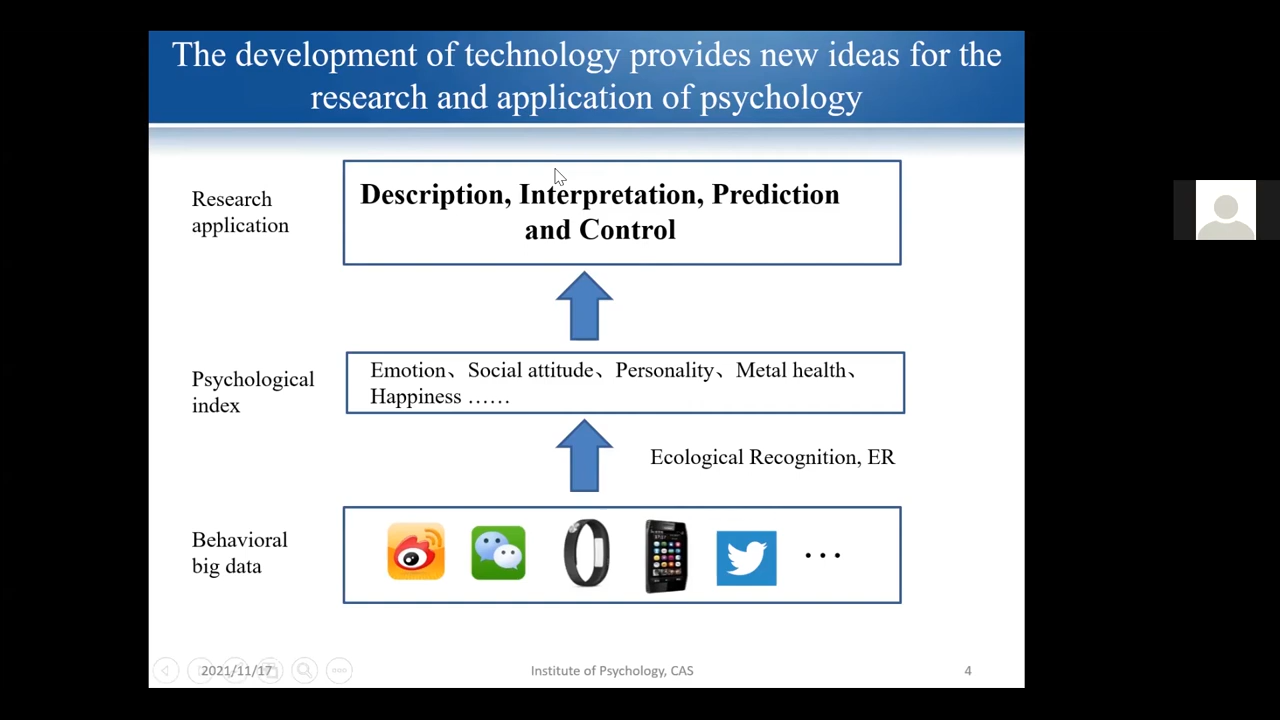 The development of technology provides new ideas for the
research and application of psychology
Research
application
Description, Interpretation, Prediction
and Control
Psychological
index
Emotion、Social attitude、Personality、Metal health、
Happiness ……
Ecological Recognition, ER
Behavioral
big data
...
2021/11/17
Institute of Psychology, CAS
4